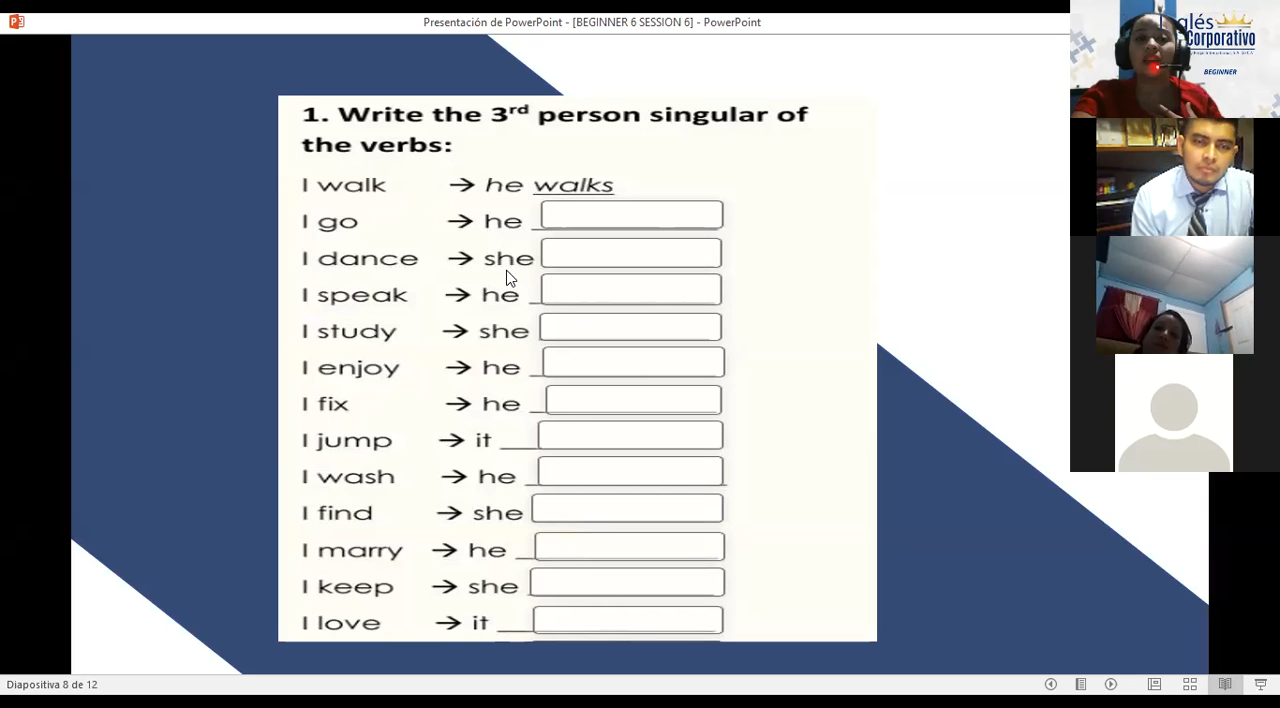 Presentación de PowerPoint - [BEGINNER 6 SESSION 6] - PowerPoint
Inglés
Corporativo
BEGINNER
1. Write the 3rd person singular of
the verbs:
I walk → he walks
I go → he
I dance → she
I speak → he
I study → she
I enjoy → he
I fix → he
I jump → it
I wash → he
I find → she
I marry → he
I keep → she
I love → it
Diapositiva 8 de 12